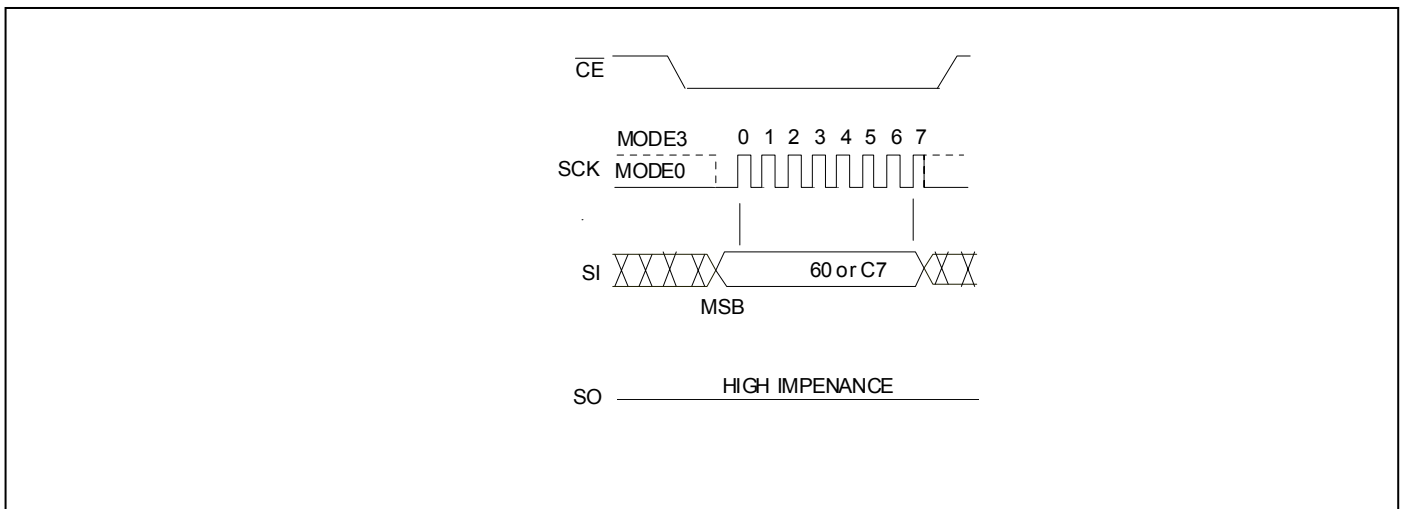 CE
MODE3 0 1 2 3 4 5 6 7
SCK MODE0
SI 60 or C7
MSB
SO HIGH IMPENANCE